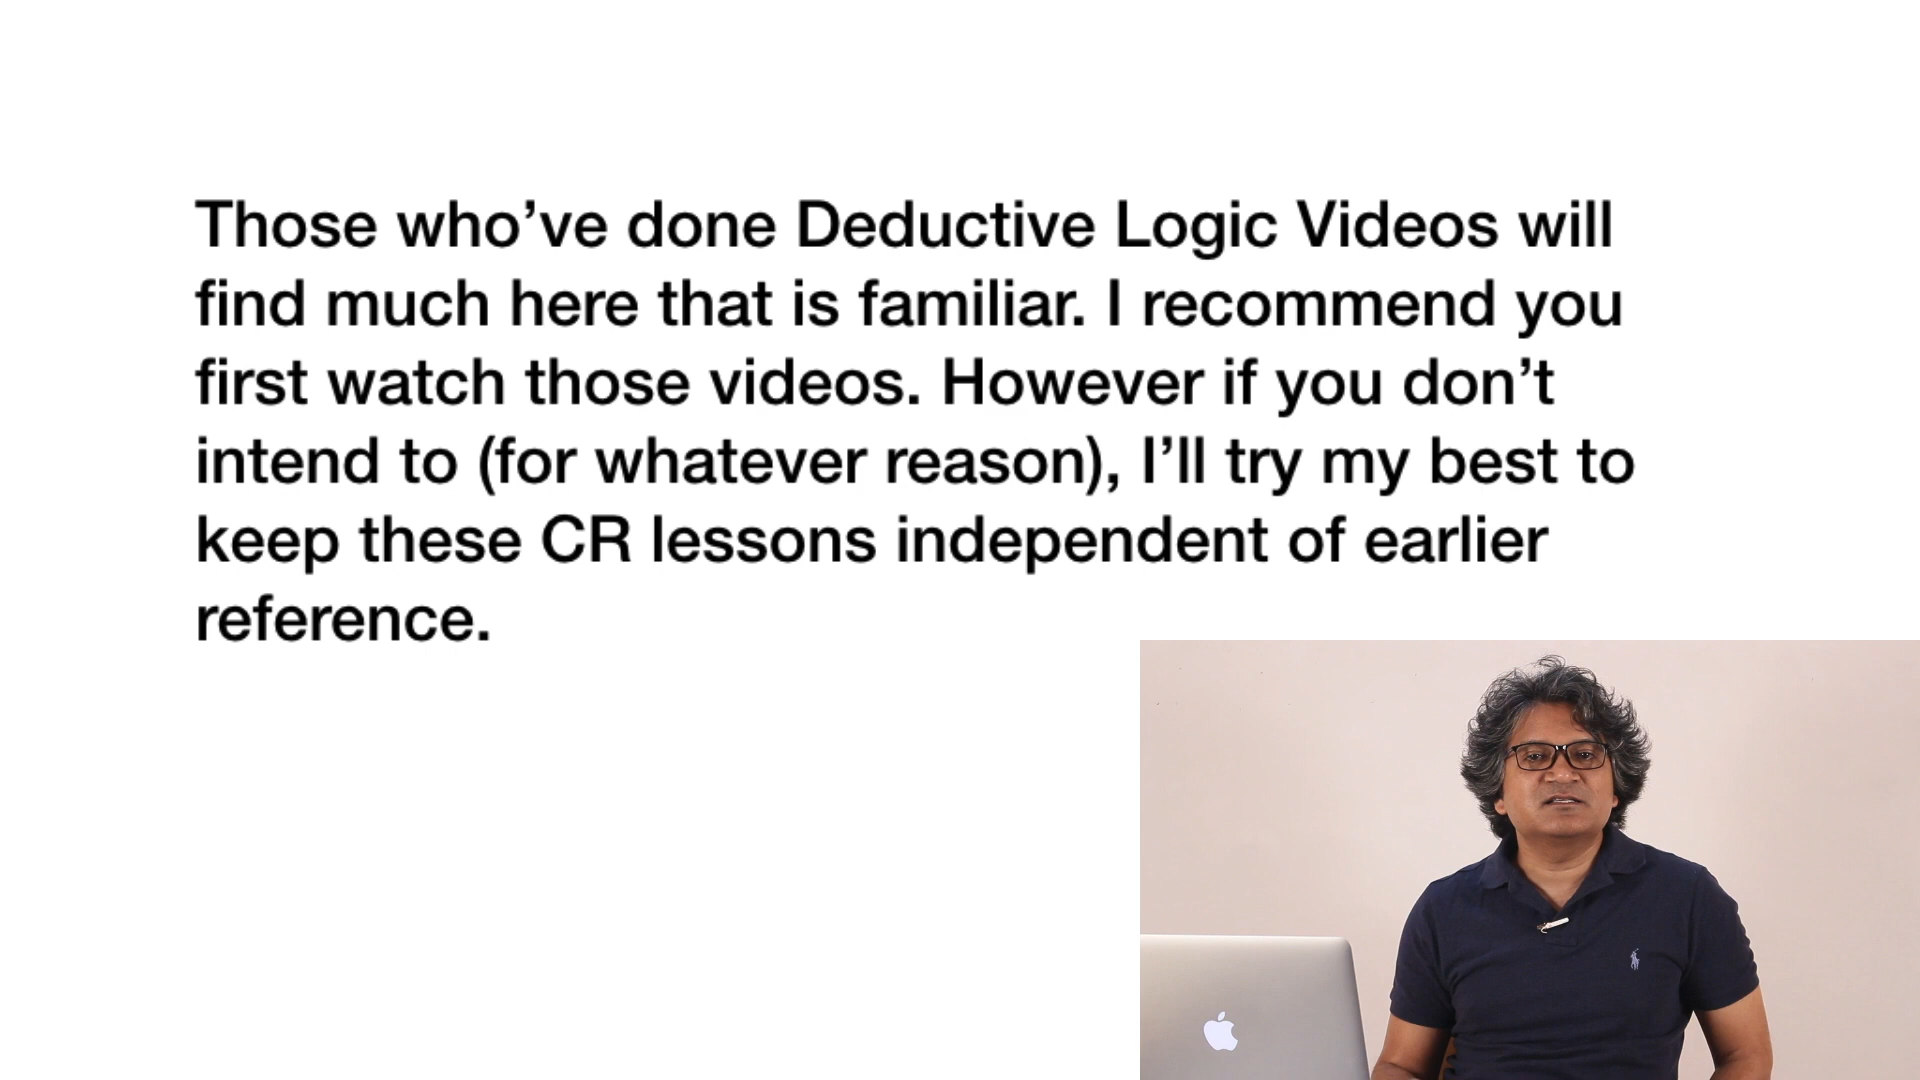 Those who’ve done Deductive Logic Videos will
find much here that is familiar. I recommend you
first watch those videos. However if you don’t
intend to (for whatever reason), I’ll try my best to
keep these CR lessons independent of earlier
reference.